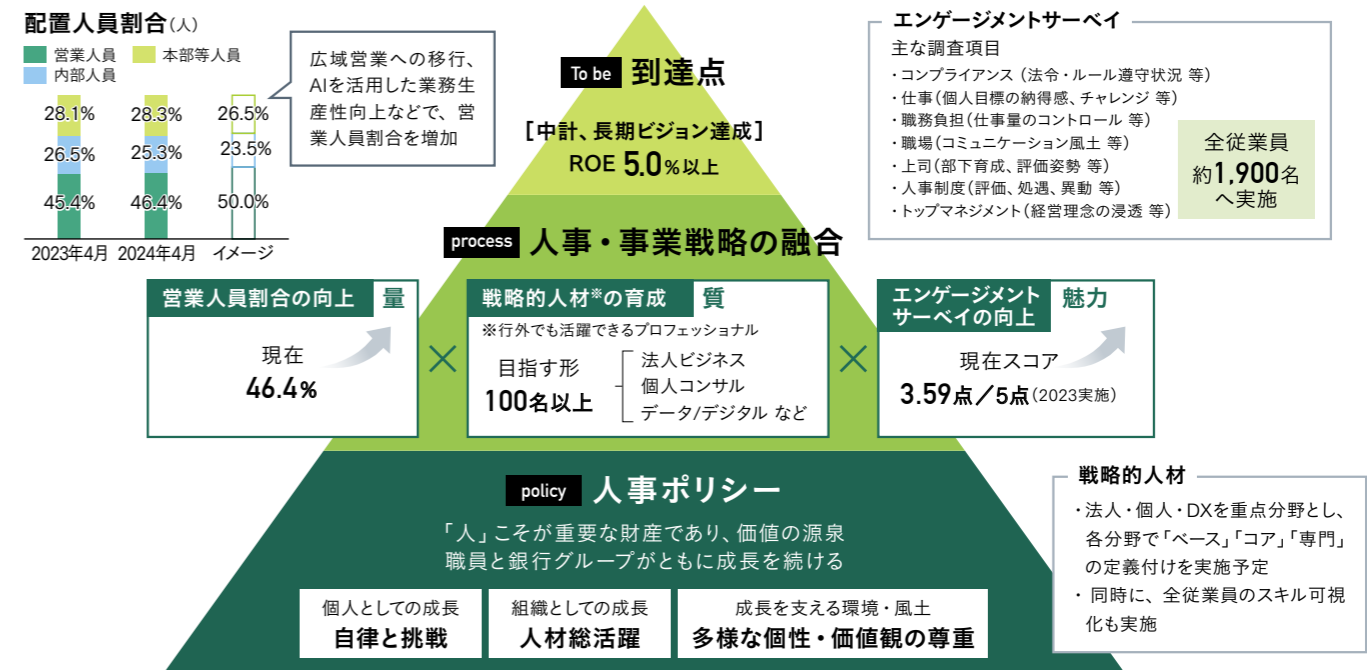 配置人員割合(人)
営業人員 本部等人員
内部人員
28.1% 28.3% 26.5%
26.5% 25.3% 23.5%
45.4% 46.4% 50.0%
2023年4月 2024年4月 イメージ
広域営業への移行、
AIを活用した業務生
産性向上などで、営
業人員割合を増加
To be 到達点
[中計、長期ビジョン達成]
ROE 5.0%以上
エンゲージメントサーベイ
主な調査項目
・コンプライアンス(法令・ルール遵守状況 等)
・仕事(個人目標の納得感、チャレンジ 等)
・職務負担(仕事量のコントロール 等)
・職場(コミュニケーション風土 等)
・上司(部下育成、評価姿勢 等)
・人事制度(評価、処遇、異動 等)
・トップマネジメント(経営理念の浸透 等)
全従業員
約1,900名
へ実施
process 人事・事業戦略の融合
営業人員割合の向上 量
現在
46.4%
×
戦略的人材※の育成 質
※行外でも活躍できるプロフェッショナル
目指す形
100名以上
法人ビジネス
個人コンサル
データ/デジタル など
×
エンゲージメント
サーベイの向上
魅力
現在スコア
3.59点/5点(2023実施)
policy 人事ポリシー
「人」こそが重要な財産であり、価値の源泉
職員と銀行グループがともに成長を続ける
個人としての成長
自律と挑戦
組織としての成長
人材総活躍
成長を支える環境・風土
多様な個性・価値観の尊重
戦略的人材
・法人・個人・DXを重点分野とし、
各分野で「ベース」「コア」「専門」
の定義付けを実施予定
・同時に、全従業員のスキル可視
化も実施